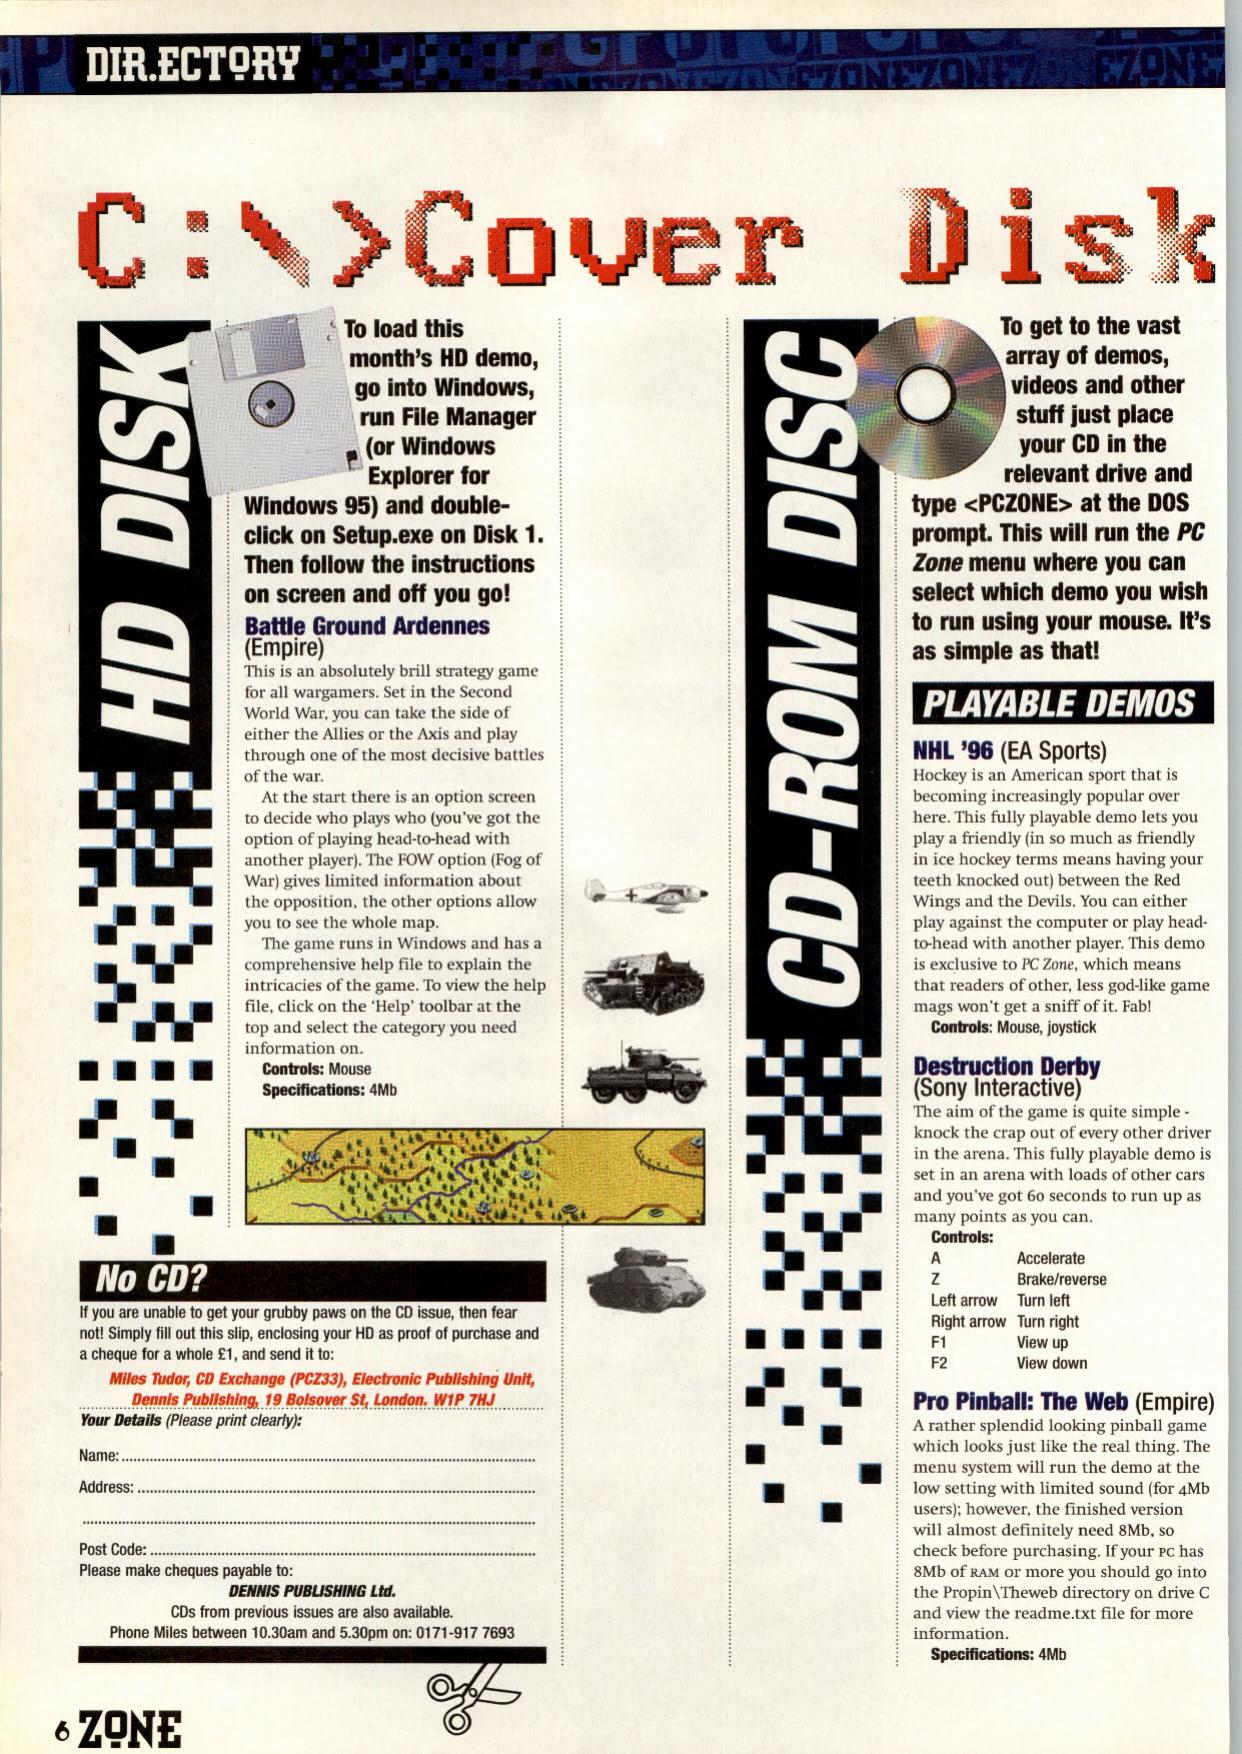 DIR.ECTORY
C:\>Cover Disk
HD DISK
To load this
month's HD demo,
go into Windows,
run File Manager
(or Windows
Explorer for
Windows 95) and double-
click on Setup.exe on Disk 1.
Then follow the instructions
on screen and off you go!
Battle Ground Ardennes
(Empire)
This is an absolutely brill strategy game
for all wargamers. Set in the Second
World War, you can take the side of
either the Allies or the Axis and play
through one of the most decisive battles
of the war.
At the start there is an option screen
to decide who plays who (you've got the
option of playing head-to-head with
another player). The FOW option (Fog of
War) gives limited information about
the opposition, the other options allow
you to see the whole map.
The game runs in Windows and has a
comprehensive help file to explain the
intricacies of the game. To view the help
file, click on the 'Help' toolbar at the
top and select the category you need
information on.
Controls: Mouse
Specifications: 4Mb
No CD?
If you are unable to get your grubby paws on the CD issue, then fear
not! Simply fill out this slip, enclosing your HD as proof of purchase and
a cheque for a whole £1, and send it to:
Miles Tudor, CD Exchange (PCZ33), Electronic Publishing Unit,
Dennis Publishing, 19 Bolsover St, London. W1P 7HJ
Your Details (Please print clearly):
Name:
Address:
Post Code:
Please make cheques payable to:
DENNIS PUBLISHING Ltd.
CDs from previous issues are also available.
Phone Miles between 10.30am and 5.30pm on: 0171-917 7693
CD-ROM DISC
To get to the vast
array of demos,
videos and other
stuff just place
your CD in the
relevant drive and
type <PCZONE> at the DOS
prompt. This will run the PC
Zone menu where you can
select which demo you wish
to run using your mouse. It's
as simple as that!
PLAYABLE DEMOS
NHL '96 (EA Sports)
Hockey is an American sport that is
becoming increasingly popular over
here. This fully playable demo lets you
play a friendly (in so much as friendly
in ice hockey terms means having your
teeth knocked out) between the Red
Wings and the Devils. You can either
play against the computer or play head-
to-head with another player. This demo
is exclusive to PC Zone, which means
that readers of other, less god-like game
mags won't get a sniff of it. Fab!
Controls: Mouse, joystick
Destruction Derby
(Sony Interactive)
The aim of the game is quite simple -
knock the crap out of every other driver
in the arena. This fully playable demo is
set in an arena with loads of other cars
and you've got 60 seconds to run up as
many points as you can.
Controls:
A Accelerate
Z Brake/reverse
Left arrow Turn left
Right arrow Turn right
F1 View up
F2 View down
Pro Pinball: The Web (Empire)
A rather splendid looking pinball game
which looks just like the real thing. The
menu system will run the demo at the
low setting with limited sound (for 4Mb
users); however, the finished version
will almost definitely need 8Mb, so
check before purchasing. If your PC has
8Mb of RAM or more you should go into
the Propin\Theweb directory on drive C
and view the readme.txt file for more
information.
Specifications: 4Mb
6 ZONE